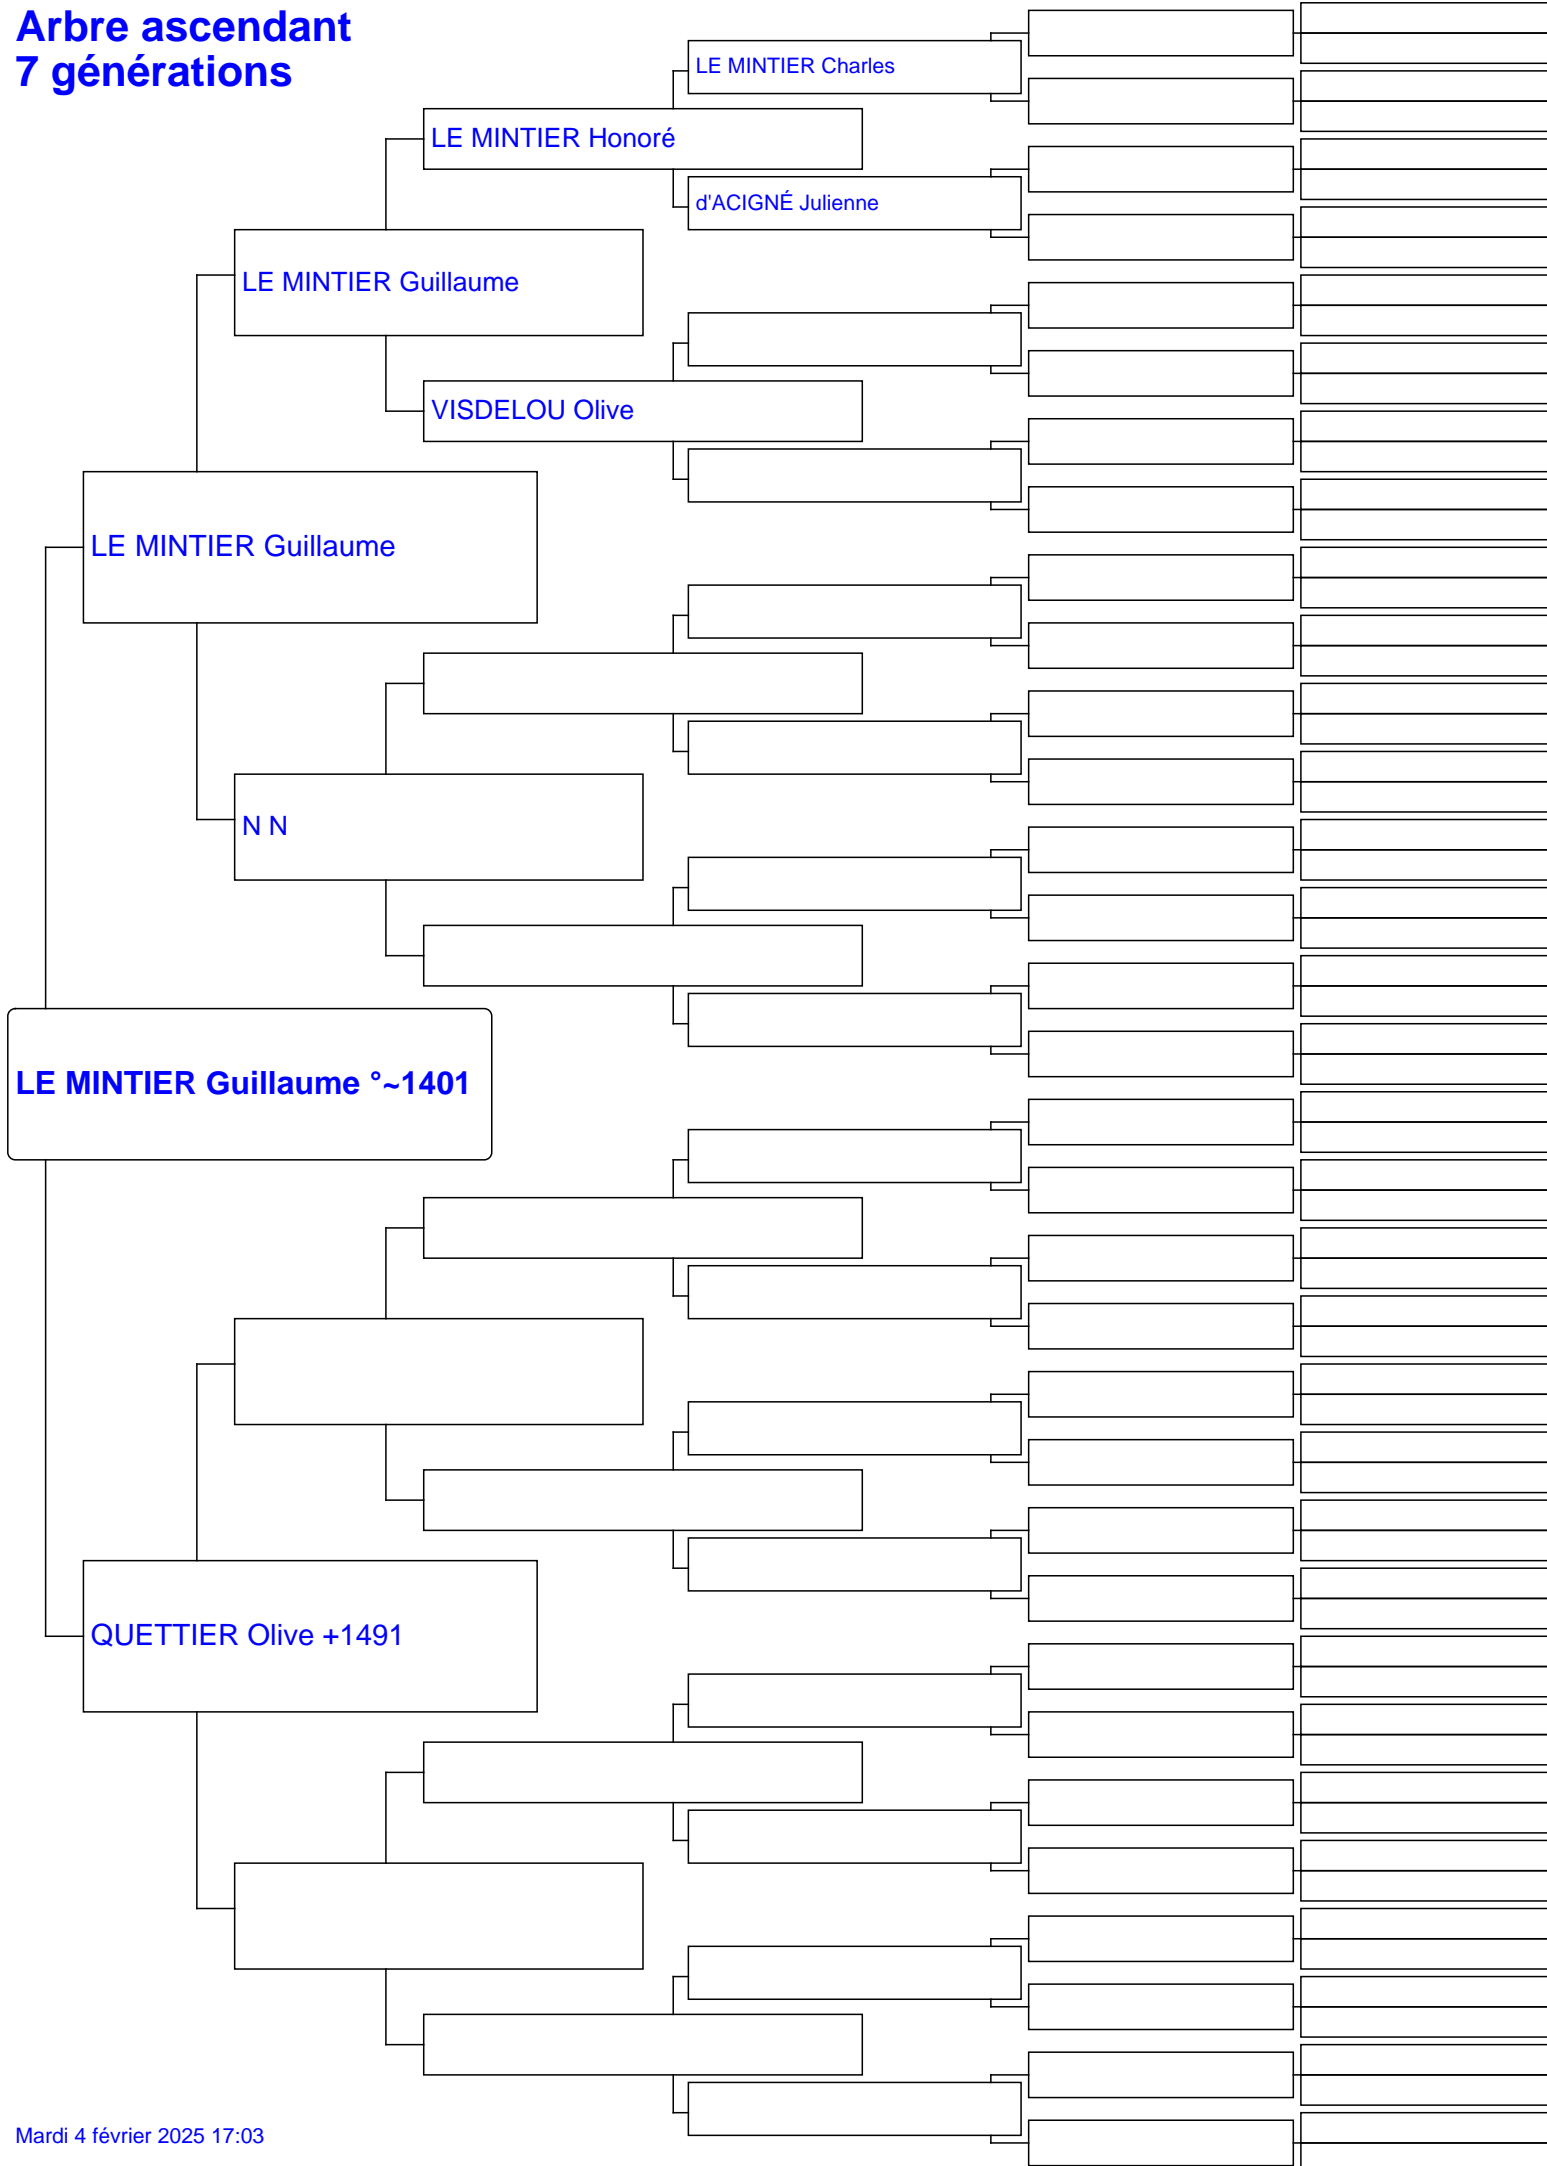 Arbre ascendant
7 générations
LE MINTIER Charles
LE MINTIER Honoré
d'ACIGNÉ Julienne
LE MINTIER Guillaume
VISDELOU Olive
LE MINTIER Guillaume
N N
LE MINTIER Guillaume °~1401
QUETTIER Olive +1491
Mardi 4 février 2025 17:03